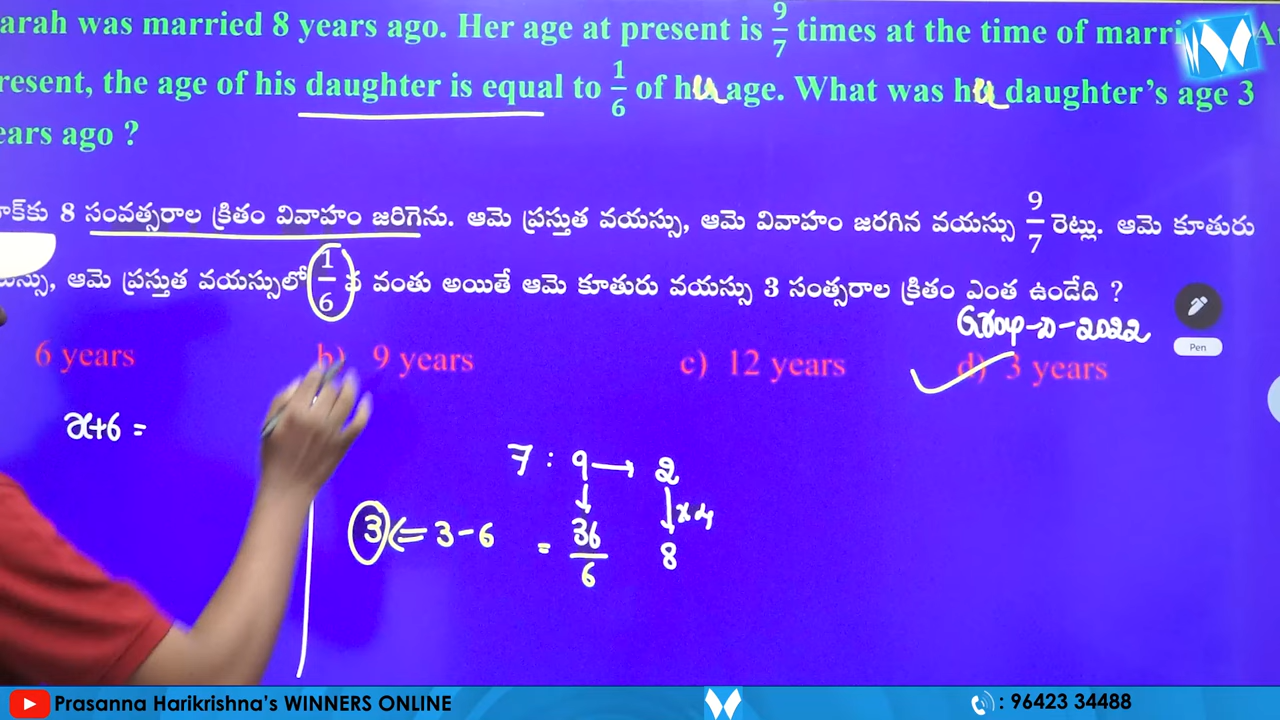 arah was married 8 years ago. Her age at present is 9/7 times at the time of marri A
resent, the age of his daughter is equal to 1/6 of her age. What was her daughter's age 3
ears ago ?
రాక్‌కు 8 సంవత్సరాల క్రితం వివాహం జరిగెను. ఆమె ప్రస్తుత వయస్సు, ఆమె వివాహం జరగిన వయస్సు 9/7 రెట్లు. ఆమె కూతురు
యస్సు, ఆమె ప్రస్తుత వయస్సులో 1/6 వ వంతు అయితే ఆమె కూతురు వయస్సు 3 సంత్సరాల క్రితం ఎంత ఉండేది ?
Group-D-2022
Pen
6 years b) 9 years c) 12 years d) 3 years
x+6 =
7 : 9 → 2
×4
3 ⇐ 3-6 = 36/6 8
Prasanna Harikrishna's WINNERS ONLINE : 96423 34488